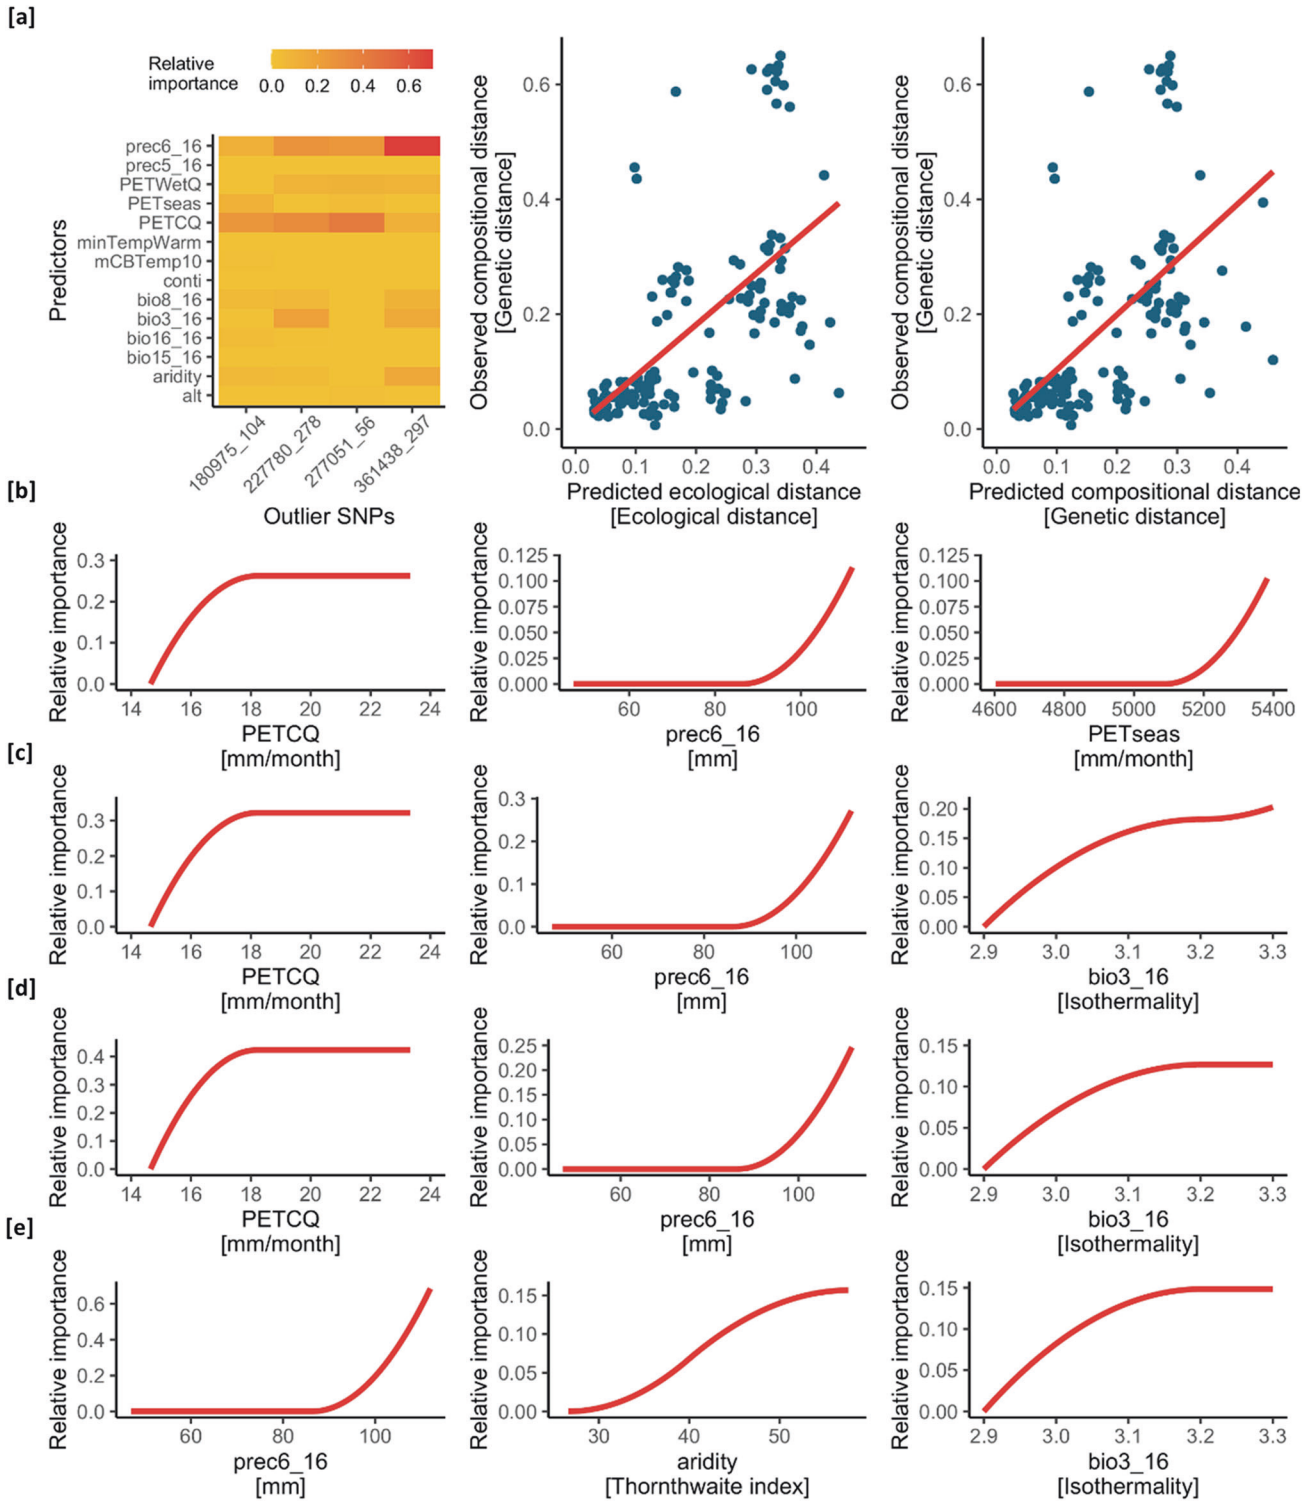 [a]
Relative
importance
0.0 0.2 0.4 0.6
Predictors
prec6_16
prec5_16
PETWetQ
PETseas
PETCQ
minTempWarm
mCBTemp10
conti
bio8_16
bio3_16
bio16_16
bio15_16
aridity
alt
180975_104
227780_278
277051_56
361438_297
Outlier SNPs
Observed compositional distance
[Genetic distance]
0.6
0.4
0.2
0.0
0.0 0.1 0.2 0.3 0.4
Predicted ecological distance
[Ecological distance]
Observed compositional distance
[Genetic distance]
0.6
0.4
0.2
0.0
0.0 0.1 0.2 0.3 0.4
Predicted compositional distance
[Genetic distance]
[b]
Relative importance
0.3
0.2
0.1
0.0
14 16 18 20 22 24
PETCQ
[mm/month]
Relative importance
0.125
0.100
0.075
0.050
0.025
0.000
60 80 100
prec6_16
[mm]
Relative importance
0.125
0.100
0.075
0.050
0.025
0.000
4600 4800 5000 5200 5400
PETseas
[mm/month]
[c]
Relative importance
0.3
0.2
0.1
0.0
14 16 18 20 22 24
PETCQ
[mm/month]
Relative importance
0.3
0.2
0.1
0.0
60 80 100
prec6_16
[mm]
Relative importance
0.20
0.15
0.10
0.05
0.00
2.9 3.0 3.1 3.2 3.3
bio3_16
[Isothermality]
[d]
Relative importance
0.4
0.3
0.2
0.1
0.0
14 16 18 20 22 24
PETCQ
[mm/month]
Relative importance
0.25
0.20
0.15
0.10
0.05
0.00
60 80 100
prec6_16
[mm]
Relative importance
0.15
0.10
0.05
0.00
2.9 3.0 3.1 3.2 3.3
bio3_16
[Isothermality]
[e]
Relative importance
0.6
0.4
0.2
0.0
60 80 100
prec6_16
[mm]
Relative importance
0.15
0.10
0.05
0.00
30 40 50
aridity
[Thornthwaite index]
Relative importance
0.15
0.10
0.05
0.00
2.9 3.0 3.1 3.2 3.3
bio3_16
[Isothermality]